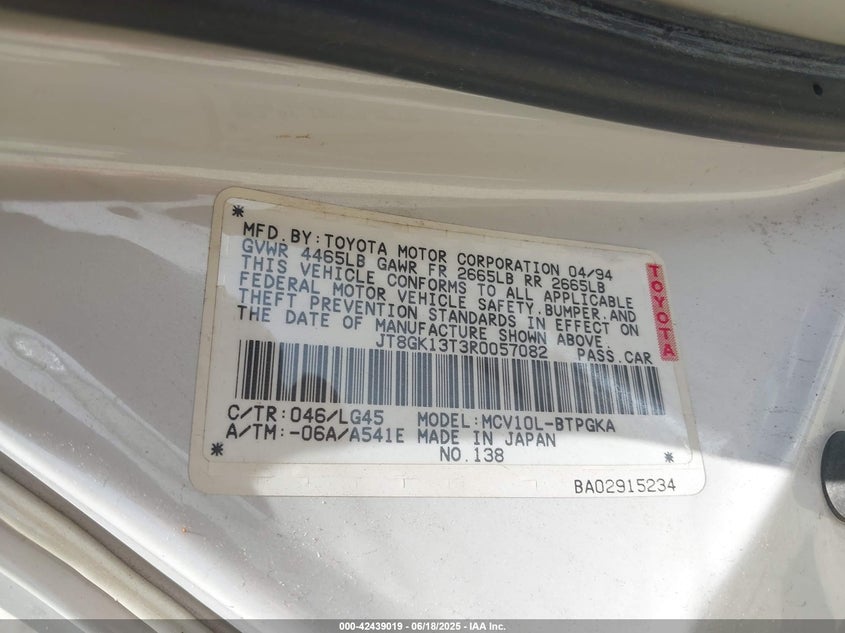 *
MFD.BY:TOYOTA MOTOR CORPORATION 04/94
GVWR 4465LB GAWR FR 2665LB RR 2665LB
THIS VEHICLE CONFORMS TO ALL APPLICABLE
FEDERAL MOTOR VEHICLE SAFETY,BUMPER,AND
THEFT PREVENTION STANDARDS IN EFFECT ON
THE DATE OF MANUFACTURE SHOWN ABOVE.
JT8GK13T3R0057082 PASS.CAR
TOYOTA
C/TR:046/LG45 MODEL:MCV10L-BTPGKA
A/TM:-06A/A541E MADE IN JAPAN
* NO.138 *
BA02915234
000-42439019 - 06/18/2025 - IAA Inc.